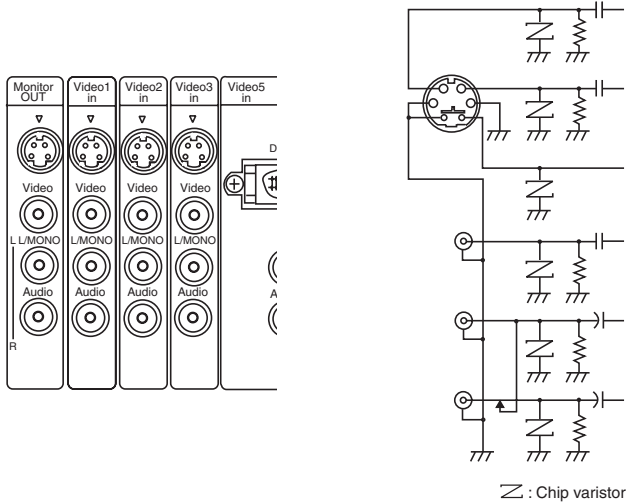 Monitor OUT
Video1 in
Video2 in
Video3 in
Video5 in
D
Video
Video
Video
Video
L L/MONO
L/MONO
L/MONO
L/MONO
Audio
Audio
Audio
Audio
A
R
: Chip varistor